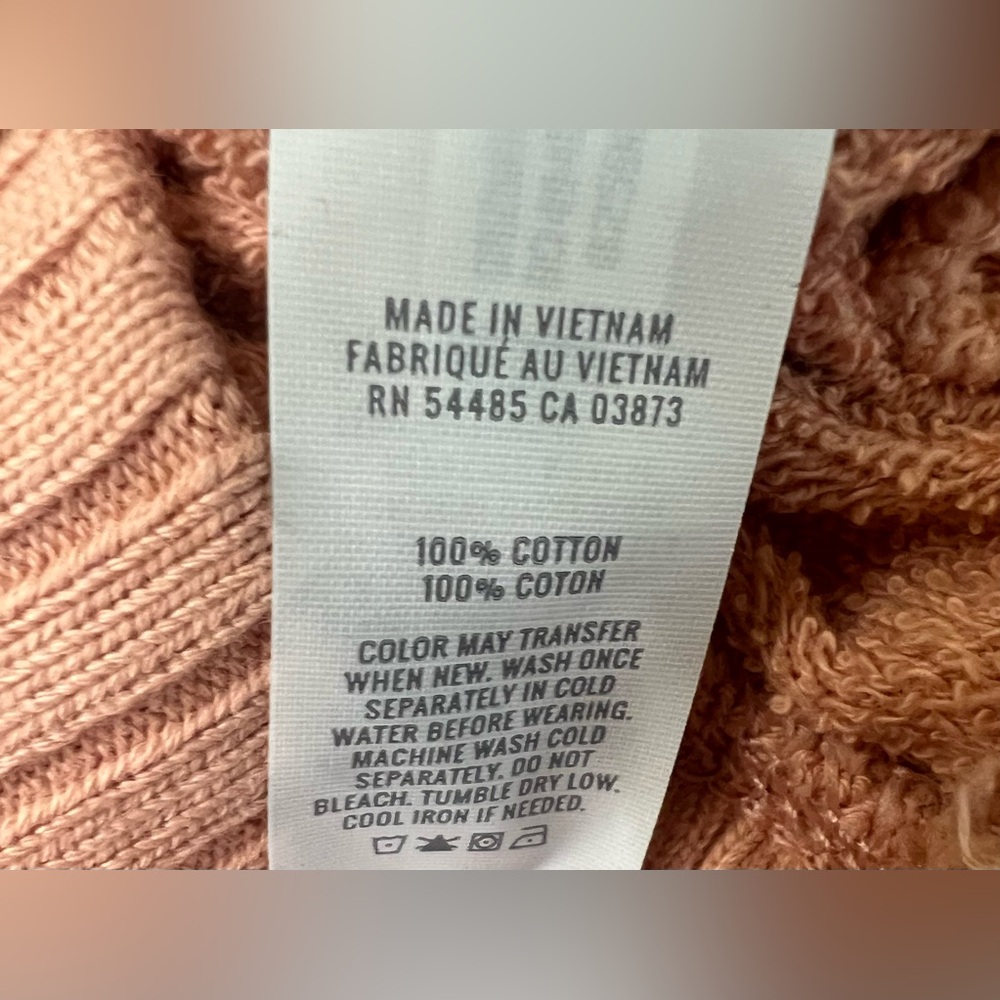 MADE IN VIETNAM
FABRIQUÉ AU VIETNAM
RN 54485 CA 03873
100% COTTON
100% COTON
COLOR MAY TRANSFER
WHEN NEW. WASH ONCE
SEPARATELY IN COLD
WATER BEFORE WEARING.
MACHINE WASH COLD
SEPARATELY. DO NOT
BLEACH. TUMBLE DRY LOW.
COOL IRON IF NEEDED.